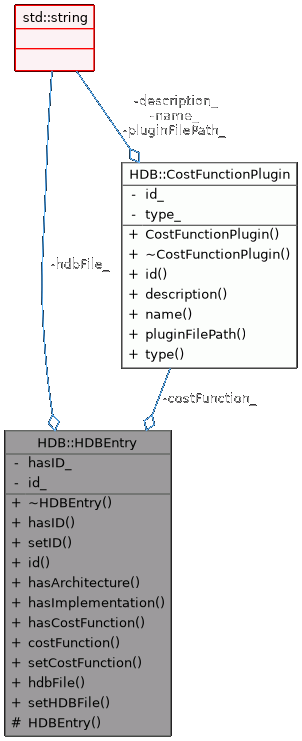 std::string
-description_
-name_
-pluginFilePath_
HDB::CostFunctionPlugin
- id_
- type_
+ CostFunctionPlugin()
+ ~CostFunctionPlugin()
+ id()
+ description()
+ name()
+ pluginFilePath()
+ type()
-hdbFile_
-costFunction_
HDB::HDBEntry
- hasID_
- id_
+ ~HDBEntry()
+ hasID()
+ setID()
+ id()
+ hasArchitecture()
+ hasImplementation()
+ hasCostFunction()
+ costFunction()
+ setCostFunction()
+ hdbFile()
+ setHDBFile()
# HDBEntry()